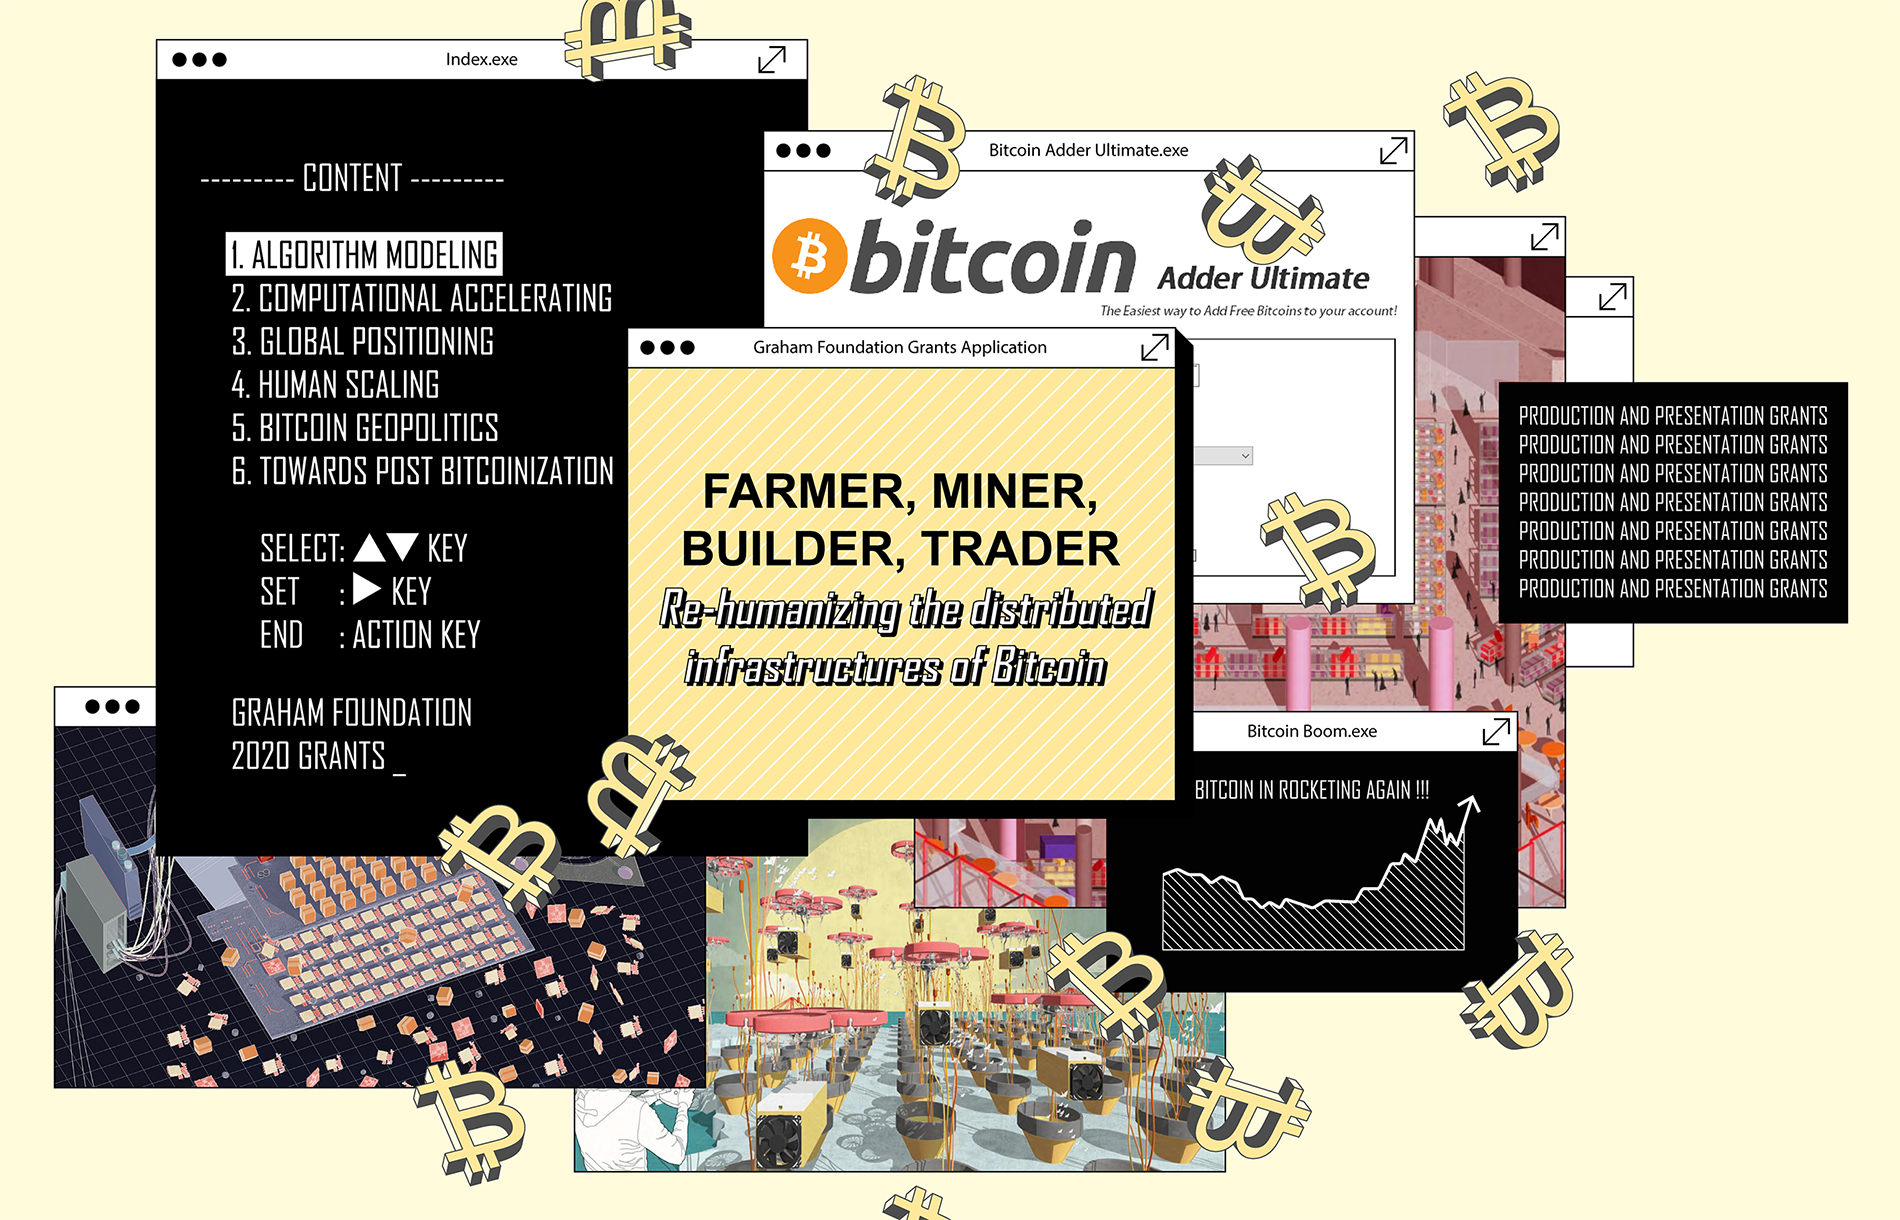 Index.exe
--------- CONTENT ---------
1. ALGORITHM MODELING
2. COMPUTATIONAL ACCELERATING
3. GLOBAL POSITIONING
4. HUMAN SCALING
5. BITCOIN GEOPOLITICS
6. TOWARDS POST BITCOINIZATION
SELECT: ▲▼ KEY
SET : ▶ KEY
END : ACTION KEY
GRAHAM FOUNDATION
2020 GRANTS _
Bitcoin Adder Ultimate.exe
bitcoin
Adder Ultimate
The Easiest way to Add Free Bitcoins to your account!
Graham Foundation Grants Application
FARMER, MINER,
BUILDER, TRADER
Re-humanizing the distributed
infrastructures of Bitcoin
PRODUCTION AND PRESENTATION GRANTS
PRODUCTION AND PRESENTATION GRANTS
PRODUCTION AND PRESENTATION GRANTS
PRODUCTION AND PRESENTATION GRANTS
PRODUCTION AND PRESENTATION GRANTS
PRODUCTION AND PRESENTATION GRANTS
PRODUCTION AND PRESENTATION GRANTS
Bitcoin Boom.exe
BITCOIN IN ROCKETING AGAIN !!!